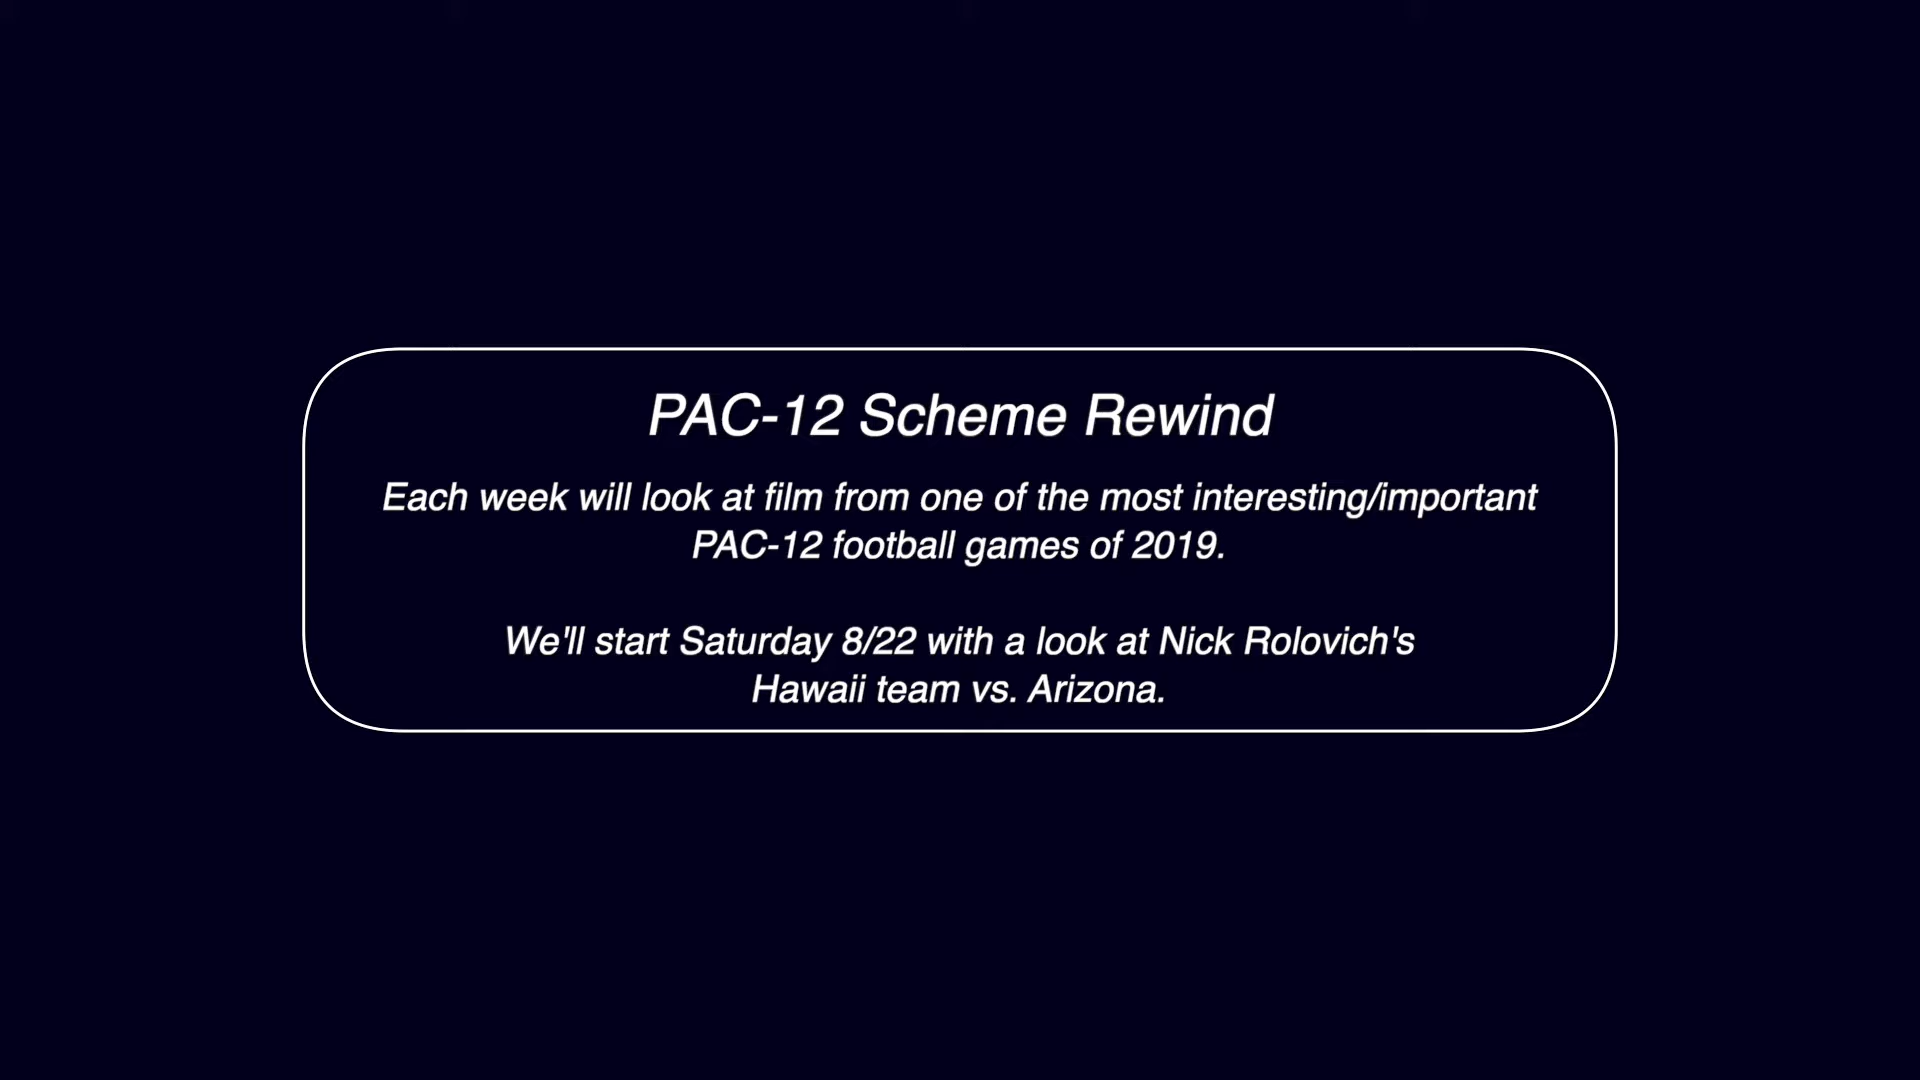 PAC-12 Scheme Rewind
Each week will look at film from one of the most interesting/important
PAC-12 football games of 2019.
We'll start Saturday 8/22 with a look at Nick Rolovich's
Hawaii team vs. Arizona.